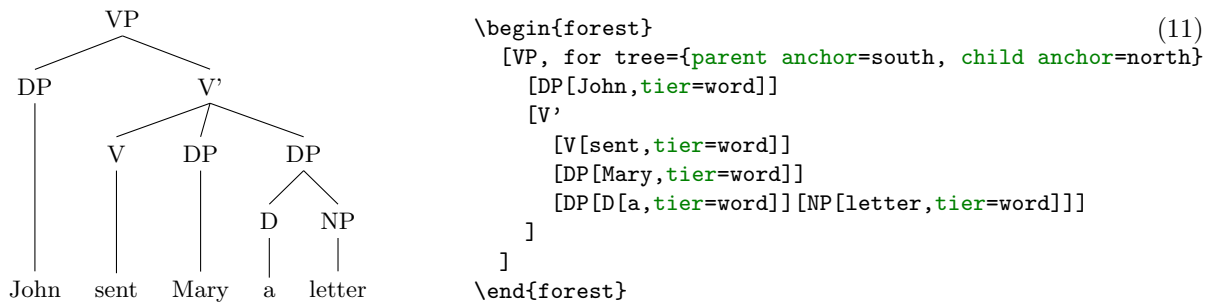 VP
DP V'
V DP DP
D NP
John sent Mary a letter
\begin{forest} (11)
[VP, for tree={parent anchor=south, child anchor=north}
[DP[John,tier=word]]
[V'
[V[sent,tier=word]]
[DP[Mary,tier=word]]
[DP[D[a,tier=word]][NP[letter,tier=word]]]
]
]
\end{forest}